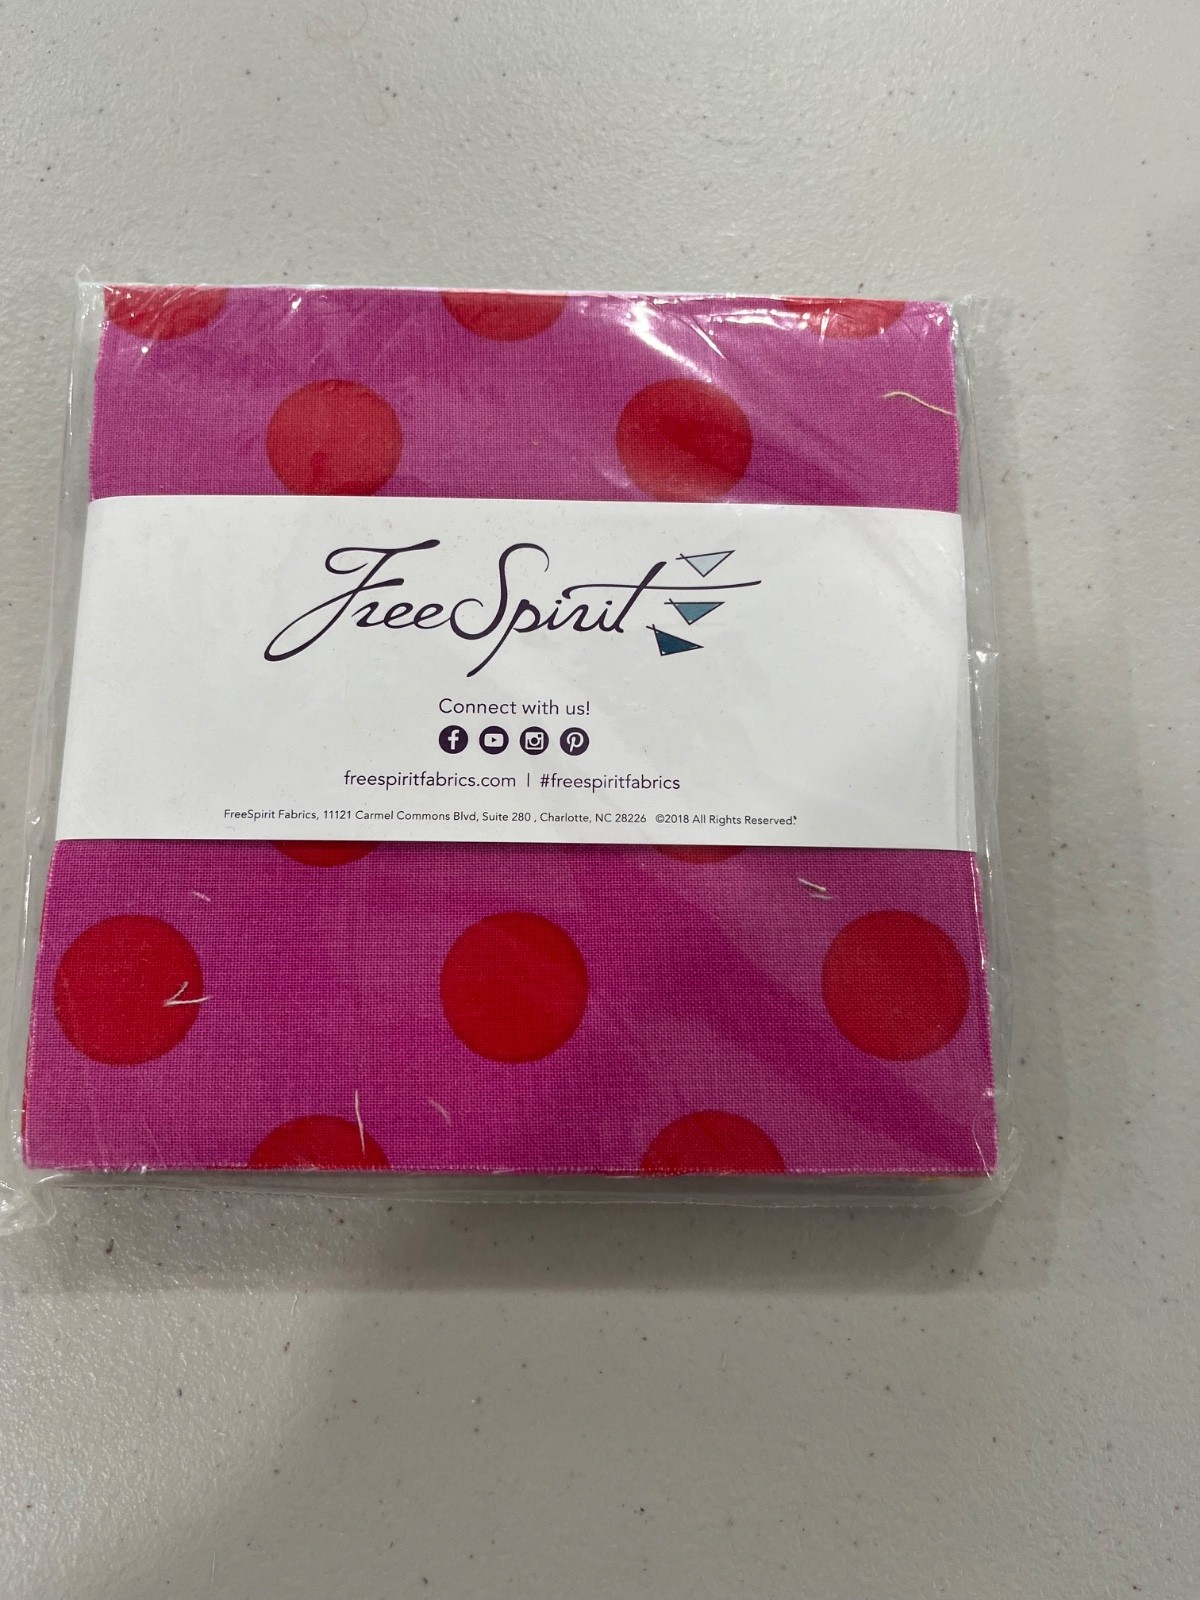 FreeSpirit
Connect with us!
freespiritfabrics.com | #freespiritfabrics
FreeSpirit Fabrics, 11121 Carmel Commons Blvd, Suite 280 , Charlotte, NC 28226 ©2018 All Rights Reserved.